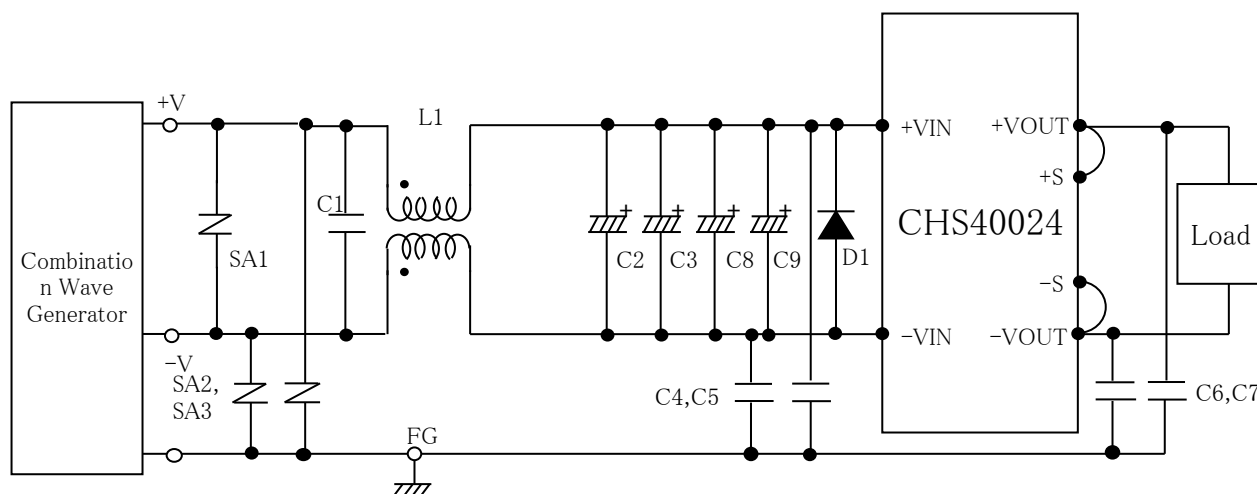 +V
L1
+VIN
+VOUT
+S
C1
CHS40024
Load
SA1
C2
C3
C8
C9
D1
Combinatio
n Wave
Generator
−S
−V
−VIN
−VOUT
SA2,
SA3
C4,C5
C6,C7
FG